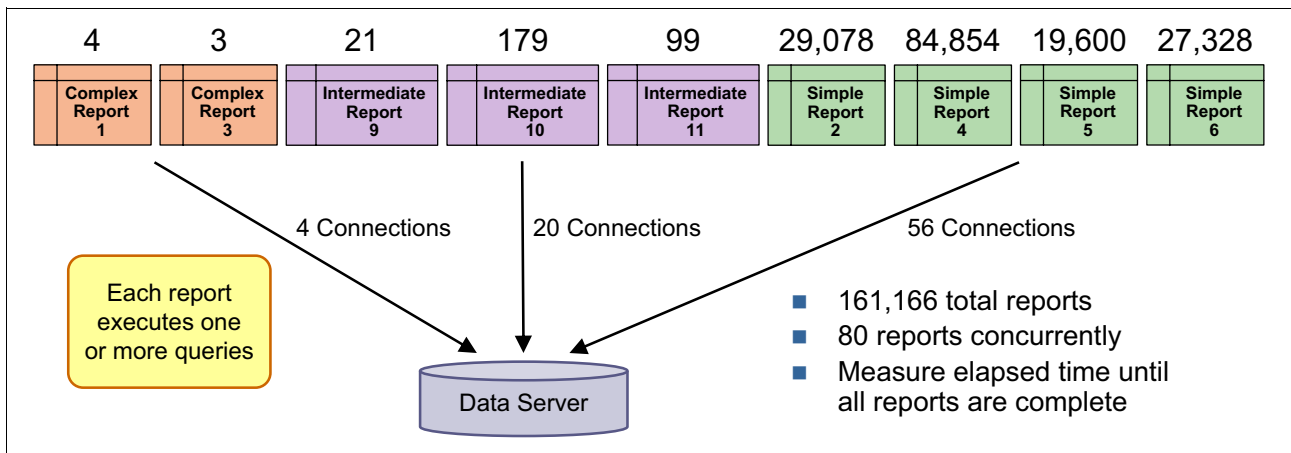 4 3 21 179 99 29,078 84,854 19,600 27,328
Complex
Report
1
Complex
Report
3
Intermediate
Report
9
Intermediate
Report
10
Intermediate
Report
11
Simple
Report
2
Simple
Report
4
Simple
Report
5
Simple
Report
6
4 Connections
20 Connections
56 Connections
Each report
executes one
or more queries
Data Server
161,166 total reports
80 reports concurrently
Measure elapsed time until
all reports are complete